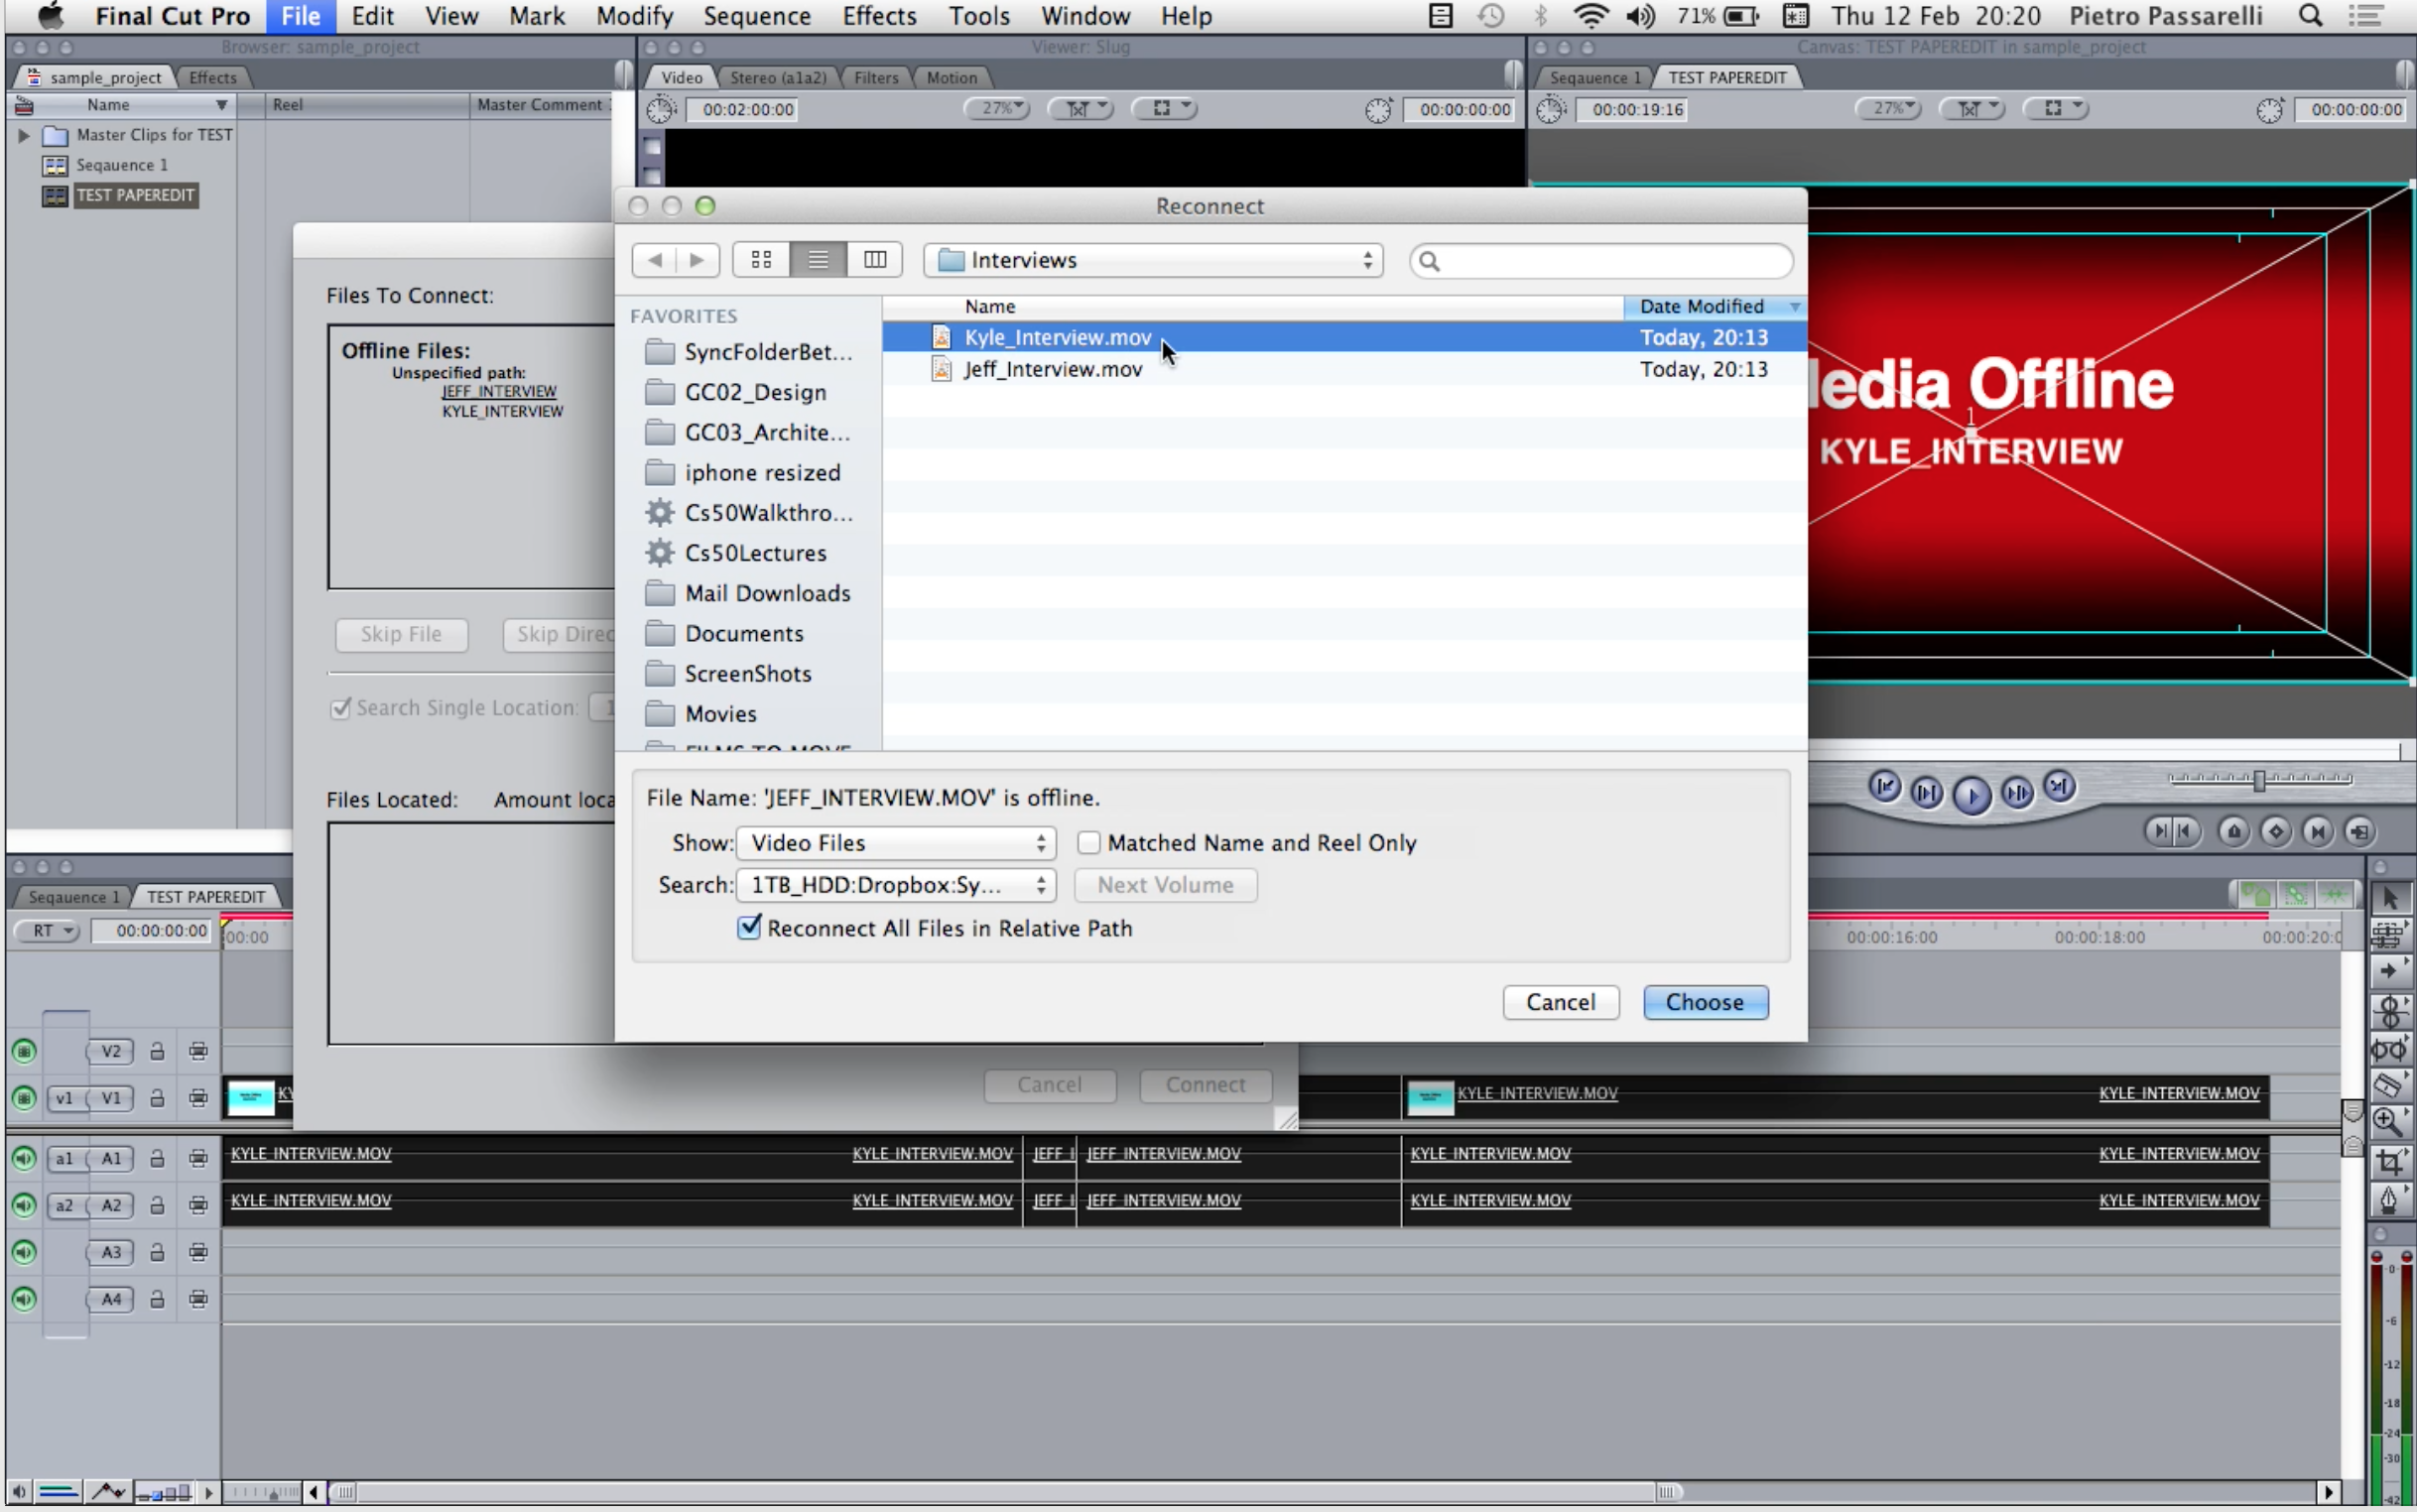 Final Cut Pro File Edit View Mark Modify Sequence Effects Tools Window Help 71% Thu 12 Feb 20:20 Pietro Passarelli
Browser: sample_project
Viewer: Slug
Canvas: TEST PAPEREDIT in sample_project
sample_project Effects
Video Stereo (a1a2) Filters Motion
Seqauence 1 TEST PAPEREDIT
Name Reel Master Comment
00:02:00:00 27% 00:00:00:00
00:00:19:16 27% 00:00:00:00
Master Clips for TEST
Seqauence 1
TEST PAPEREDIT
Reconnect
Interviews
Files To Connect:
Offline Files:
Unspecified path:
JEFF_INTERVIEW
KYLE_INTERVIEW
Skip File Skip Direc
Search Single Location: 1
Files Located: Amount loca
Cancel Connect
FAVORITES
SyncFolderBet...
GC02_Design
GC03_Archite...
iphone resized
Cs50Walkthro...
Cs50Lectures
Mail Downloads
Documents
ScreenShots
Movies
FILMS TO MOVE
Name Date Modified
Kyle_Interview.mov Today, 20:13
Jeff_Interview.mov Today, 20:13
File Name: 'JEFF_INTERVIEW.MOV' is offline.
Show: Video Files Matched Name and Reel Only
Search: 1TB_HDD:Dropbox:Sy... Next Volume
Reconnect All Files in Relative Path
Cancel Choose
edia Offline
1
KYLE_INTERVIEW
Seqauence 1 TEST PAPEREDIT
RT 00:00:00:00 00:00 00:00:16:00 00:00:18:00 00:00:20:0
V2
v1 V1 KY KYLE_INTERVIEW.MOV KYLE_INTERVIEW.MOV
a1 A1 KYLE_INTERVIEW.MOV KYLE_INTERVIEW.MOV JEFF_I JEFF_INTERVIEW.MOV KYLE_INTERVIEW.MOV KYLE_INTERVIEW.MOV
a2 A2 KYLE_INTERVIEW.MOV KYLE_INTERVIEW.MOV JEFF_I JEFF_INTERVIEW.MOV KYLE_INTERVIEW.MOV KYLE_INTERVIEW.MOV
A3
A4
-0-
-6
-12
-18
-24
-30
-42